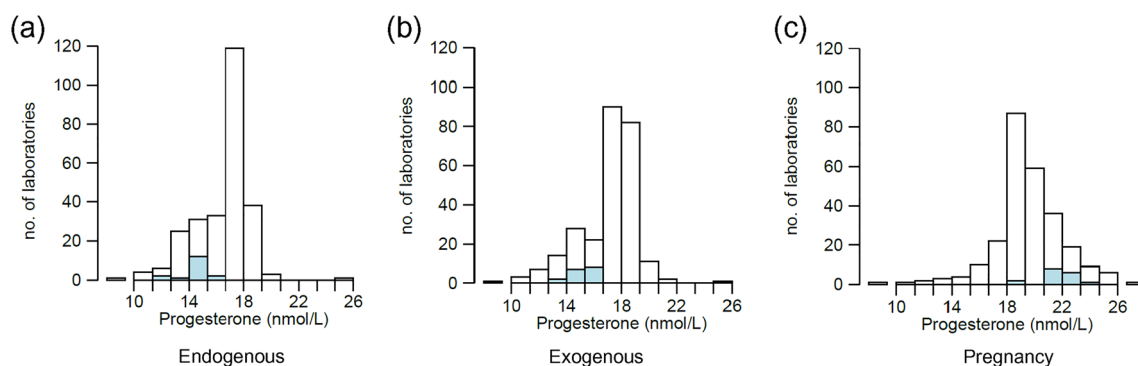 (a)
120
100
80
60
40
20
0
no. of laboratories
10 14 18 22 26
Progesterone (nmol/L)
Endogenous
(b)
120
100
80
60
40
20
0
no. of laboratories
10 14 18 22 26
Progesterone (nmol/L)
Exogenous
(c)
120
100
80
60
40
20
0
no. of laboratories
10 14 18 22 26
Progesterone (nmol/L)
Pregnancy